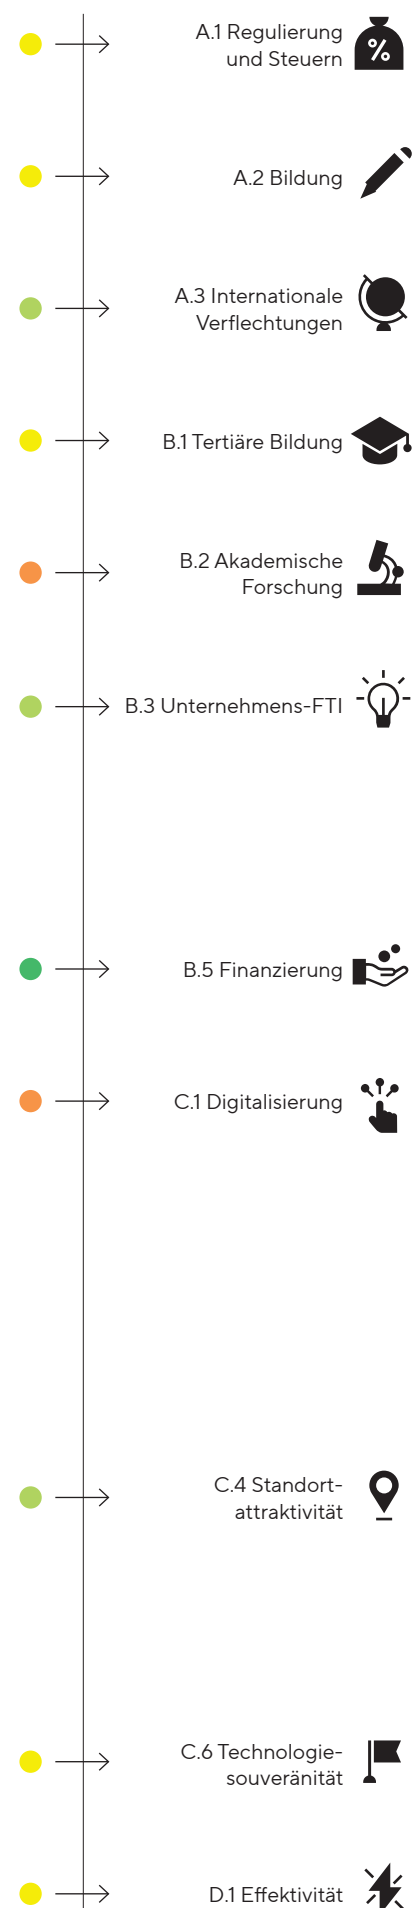 A.1 Regulierung
und Steuern
%
A.2 Bildung
A.3 Internationale
Verflechtungen
B.1 Tertiäre Bildung
B.2 Akademische
Forschung
B.3 Unternehmens-FTI
B.5 Finanzierung
C.1 Digitalisierung
C.4 Standort-
attraktivität
C.6 Technologie-
souveränität
D.1 Effektivität